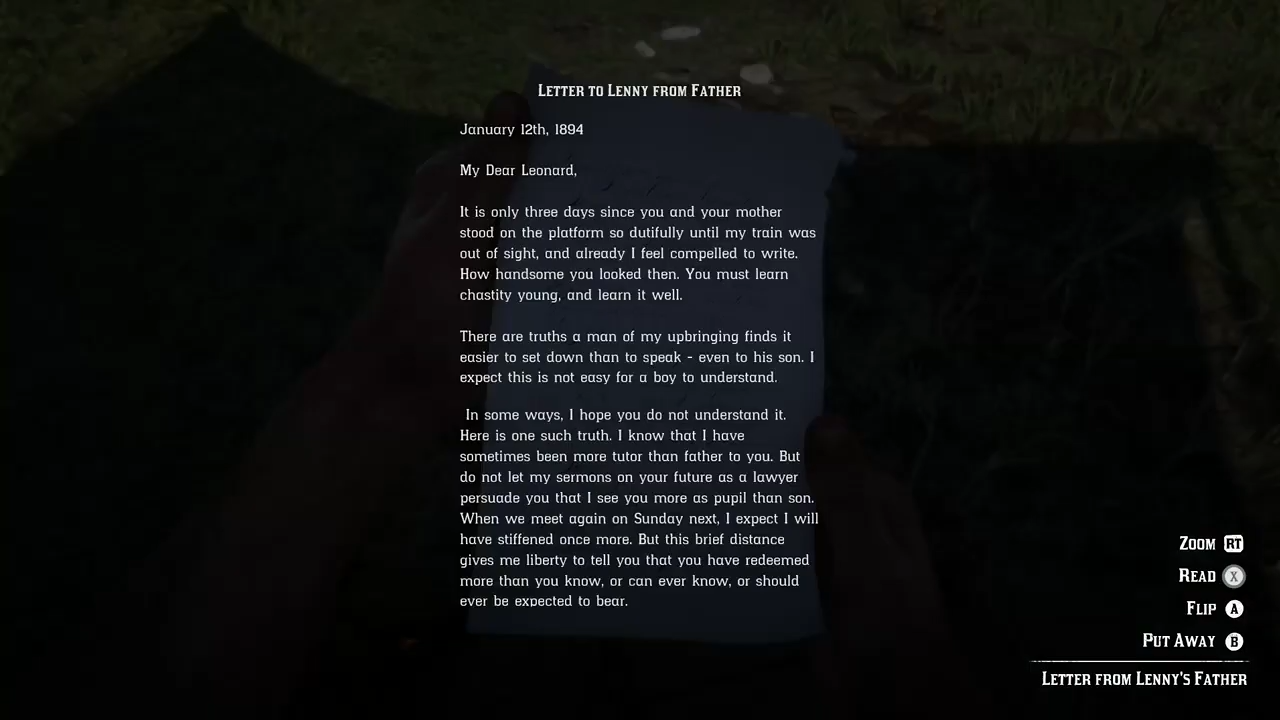 Letter to Lenny from Father
January 12th, 1894
My Dear Leonard,
It is only three days since you and your mother
stood on the platform so dutifully until my train was
out of sight, and already I feel compelled to write.
How handsome you looked then. You must learn
chastity young, and learn it well.
There are truths a man of my upbringing finds it
easier to set down than to speak - even to his son. I
expect this is not easy for a boy to understand.
In some ways, I hope you do not understand it.
Here is one such truth. I know that I have
sometimes been more tutor than father to you. But
do not let my sermons on your future as a lawyer
persuade you that I see you more as pupil than son.
When we meet again on Sunday next, I expect I will
have stiffened once more. But this brief distance
gives me liberty to tell you that you have redeemed
more than you know, or can ever know, or should
ever be expected to bear.
Zoom RT
Read X
Flip A
Put Away B
Letter from Lenny's Father